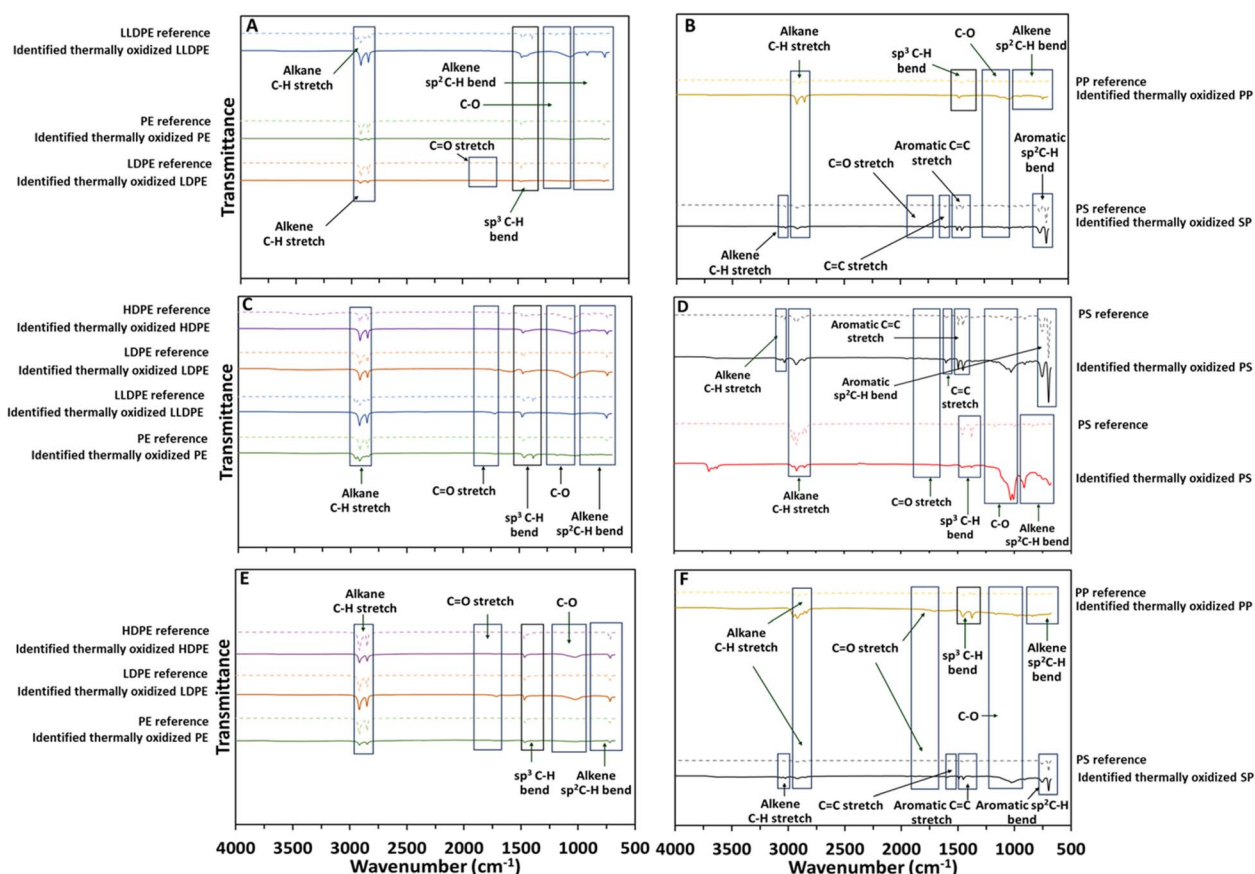 A
LLDPE reference
Identified thermally oxidized LLDPE
Alkane
C-H stretch
Alkene
sp²C-H bend
C-O
PE reference
Identified thermally oxidized PE
C=O stretch
LDPE reference
Identified thermally oxidized LDPE
Transmittance
sp³ C-H
bend
Alkene
C-H stretch
B
Alkane
C-H stretch
C-O
Alkene
sp²C-H bend
sp³ C-H
bend
PP reference
Identified thermally oxidized PP
Aromatic C=C
stretch
Aromatic
sp²C-H
bend
C=O stretch
PS reference
Identified thermally oxidized SP
Alkene
C-H stretch
C=C stretch
C
HDPE reference
Identified thermally oxidized HDPE
LDPE reference
Identified thermally oxidized LDPE
LLDPE reference
Identified thermally oxidized LLDPE
PE reference
Identified thermally oxidized PE
Transmittance
Alkane
C-H stretch
C=O stretch
sp³ C-H
bend
C-O
Alkene
sp²C-H bend
D
PS reference
Aromatic C=C
stretch
Identified thermally oxidized PS
Alkene
C-H stretch
Aromatic
sp²C-H bend
C=C
stretch
PS reference
Identified thermally oxidized PS
Alkane
C-H stretch
C=O stretch
sp³ C-H
bend
C-O
Alkene
sp²C-H bend
E
Alkane
C-H stretch
C=O stretch
C-O
HDPE reference
Identified thermally oxidized HDPE
LDPE reference
Identified thermally oxidized LDPE
PE reference
Identified thermally oxidized PE
Transmittance
sp³ C-H
bend
Alkene
sp²C-H bend
4000 3500 3000 2500 2000 1500 1000 500
Wavenumber (cm⁻¹)
F
PP reference
Identified thermally oxidized PP
Alkane
C-H stretch
C=O stretch
sp³ C-H
bend
Alkene
sp²C-H
bend
C-O
PS reference
Identified thermally oxidized SP
Alkene
C-H stretch
C=C stretch
Aromatic C=C
stretch
Aromatic sp²C-H
bend
4000 3500 3000 2500 2000 1500 1000 500
Wavenumber (cm⁻¹)